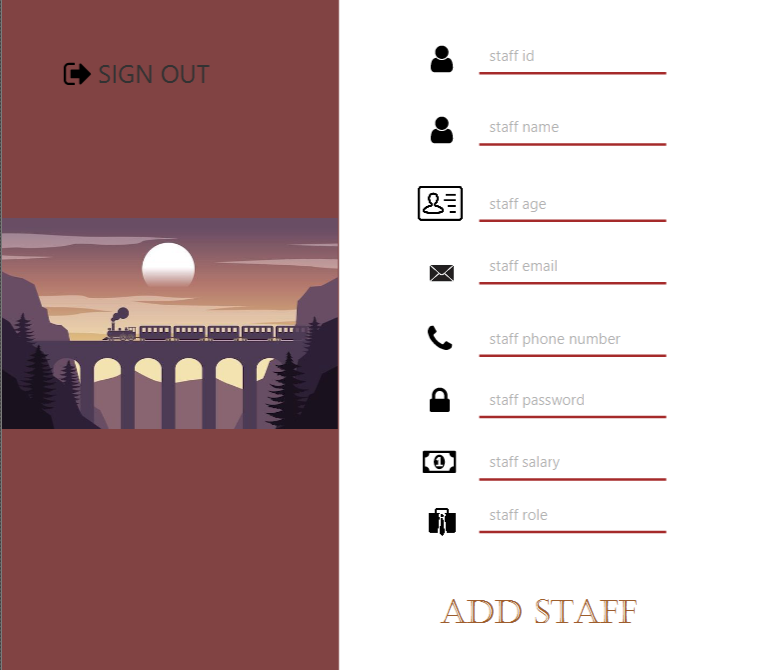 SIGN OUT
staff id
staff name
staff age
staff email
staff phone number
staff password
1
staff salary
staff role
ADD STAFF